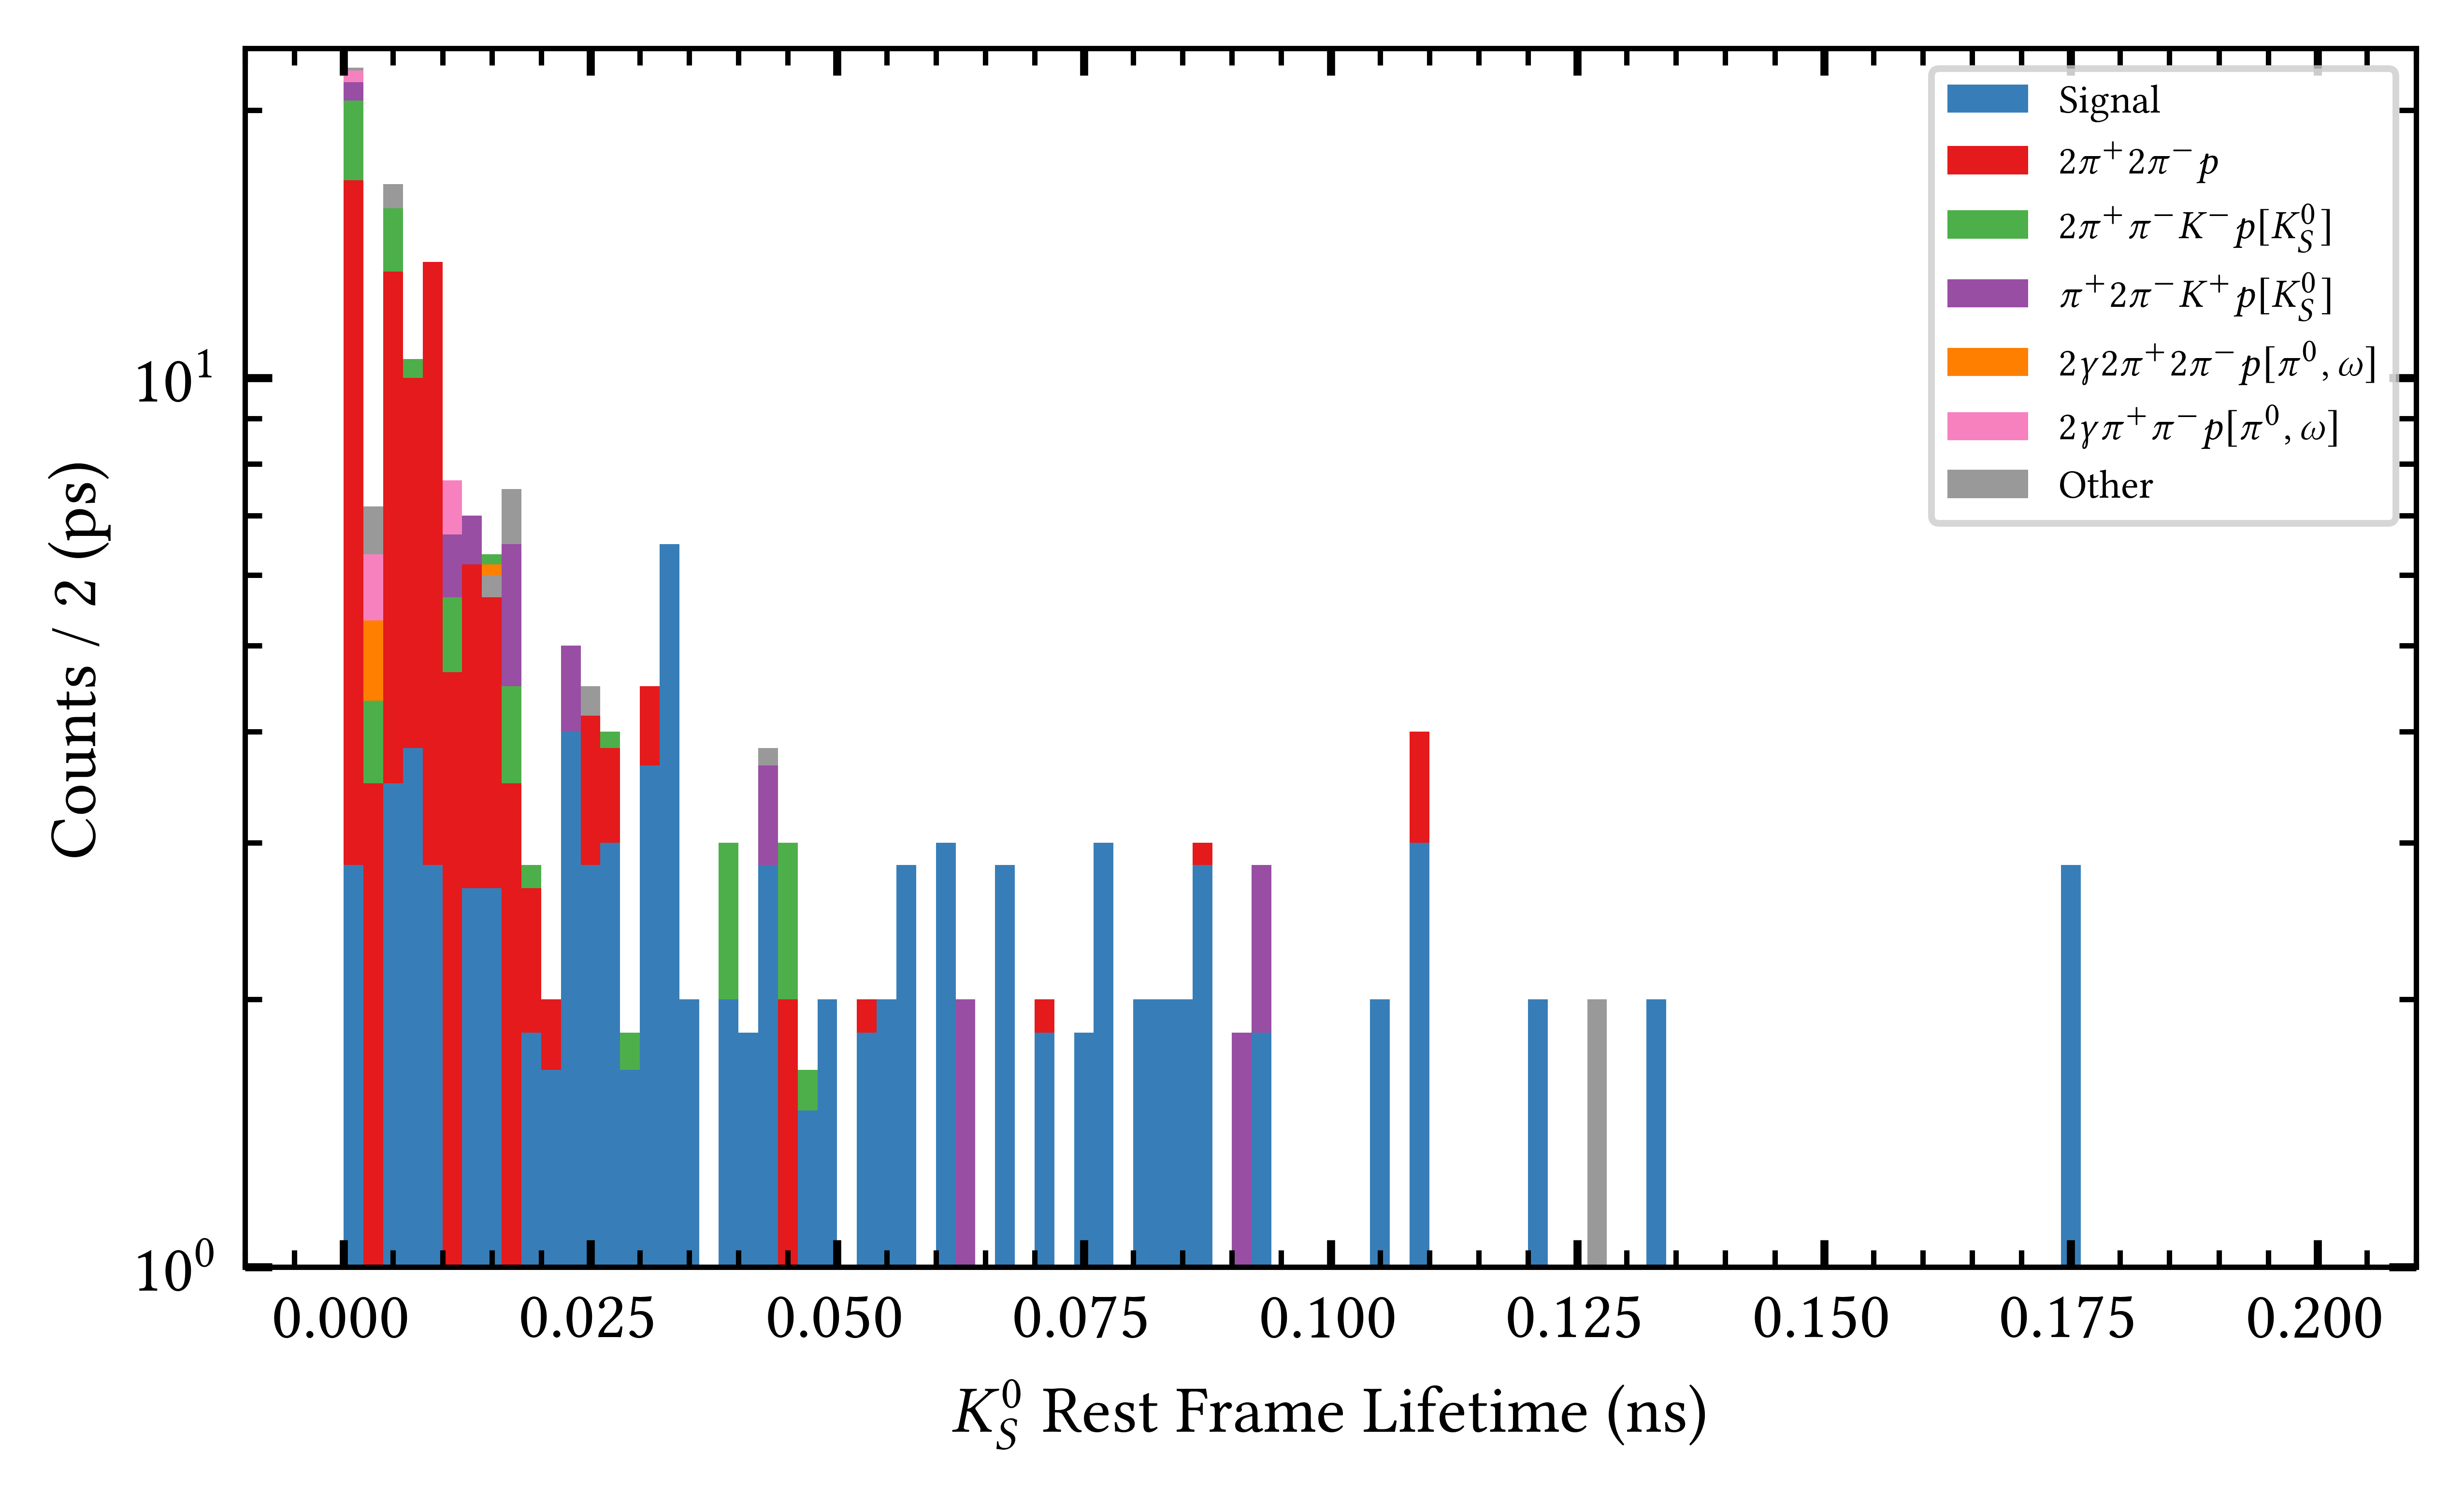 Signal
2π⁺2π⁻p
2π⁺π⁻K⁻p[K⁰_S]
π⁺2π⁻K⁺p[K⁰_S]
2γ2π⁺2π⁻p[π⁰, ω]
2γπ⁺π⁻p[π⁰, ω]
Other
10¹
10⁰
Counts / 2 (ps)
0.000 0.025 0.050 0.075 0.100 0.125 0.150 0.175 0.200
K⁰_S Rest Frame Lifetime (ns)